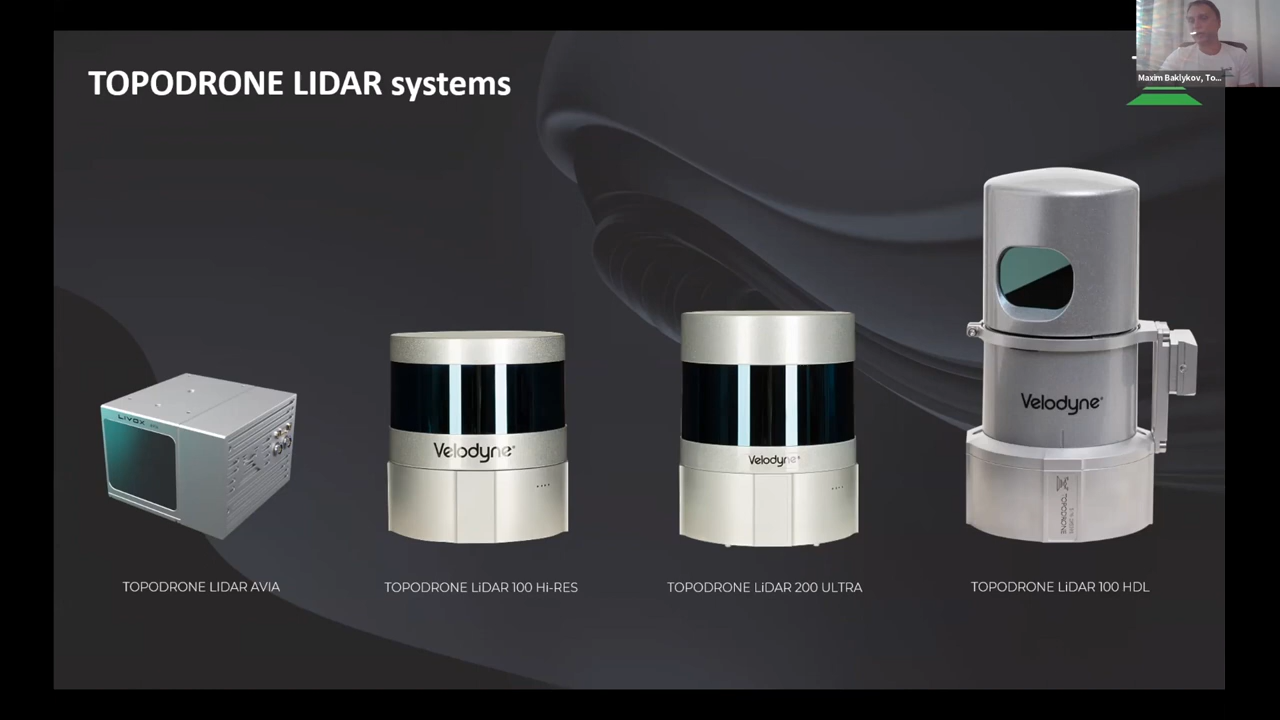 TOPODRONE LIDAR systems
Maxim Baklykov, To...
LIVOX
Velodyne
Velodyne
Velodyne
TOPODRONE
TOPODRONE LIDAR AVIA
TOPODRONE LiDAR 100 Hi-RES
TOPODRONE LiDAR 200 ULTRA
TOPODRONE LiDAR 100 HDL